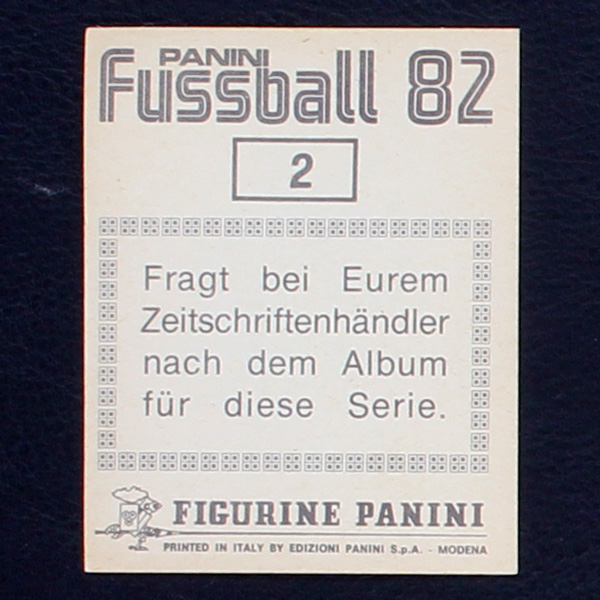 PANINI
Fussball 82
2
Fragt bei Eurem
Zeitschriftenhändler
nach dem Album
für diese Serie.
FIGURINE PANINI
PRINTED IN ITALY BY EDIZIONI PANINI S.p.A. - MODENA